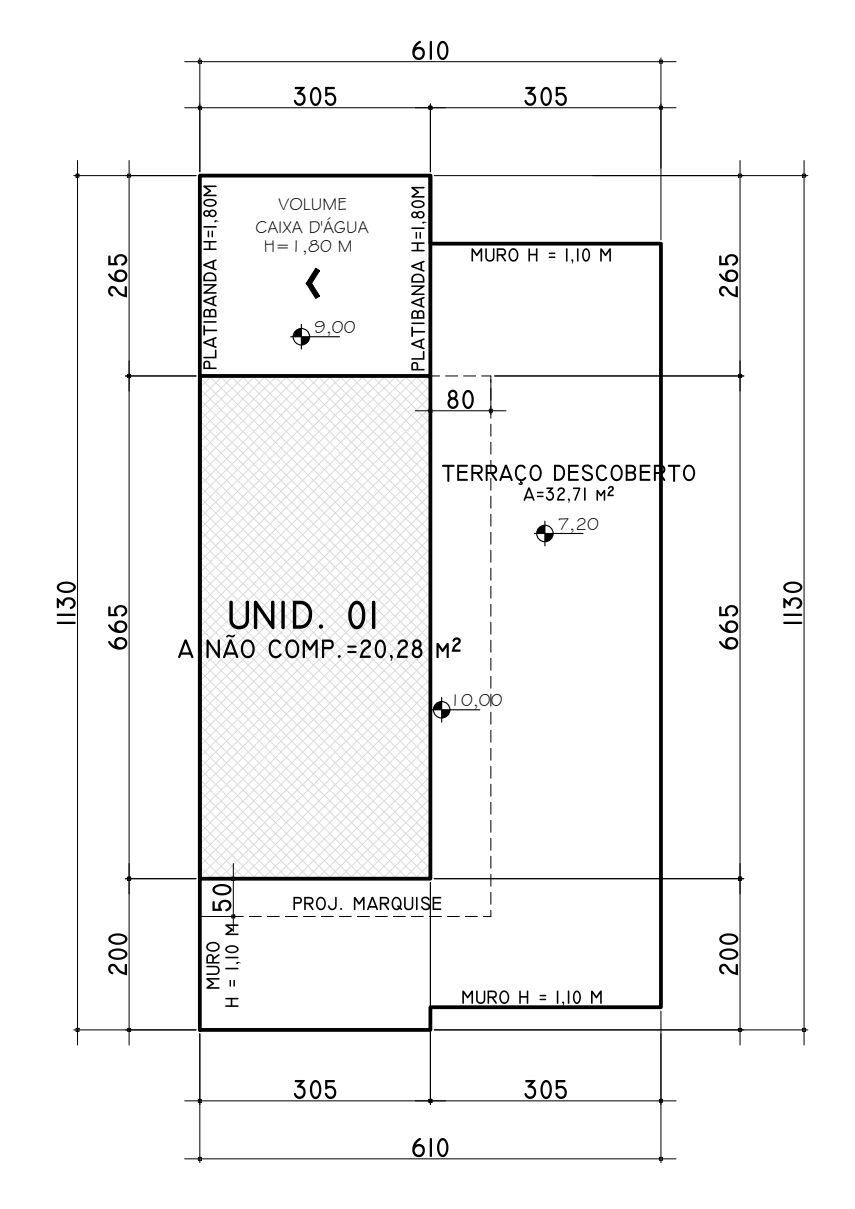 610
305
305
PLATIBANDA H=1,80M
VOLUME
CAIXA D'ÁGUA
H=1,80 M
PLATIBANDA H=1,80M
MURO H = 1,10 M
265
265
9,00
80
TERRAÇO DESCOBERTO
A=32,71 M²
7,20
1130
665
UNID. 01
A NÃO COMP.=20,28 M²
665
1130
10,00
50
PROJ. MARQUISE
200
MURO
H = 1,10 M
MURO H = 1,10 M
200
305
305
610